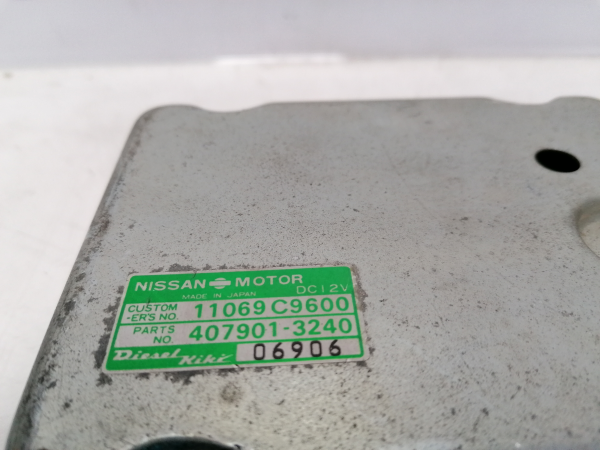 NISSAN MOTOR
MADE IN JAPAN DC12V
CUSTOM
-ER'S NO. 11069 C9600
PARTS
NO. 407901-3240
Diesel Kiki 06906